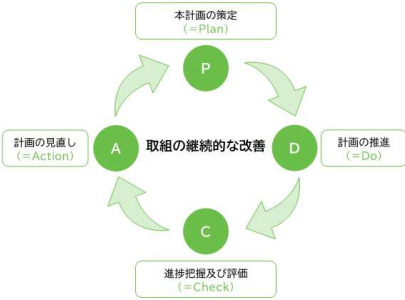 本計画の策定
(=Plan)
P
計画の見直し
(=Action)
A
取組の継続的な改善
D
計画の推進
(=Do)
C
進捗把握及び評価
(=Check)